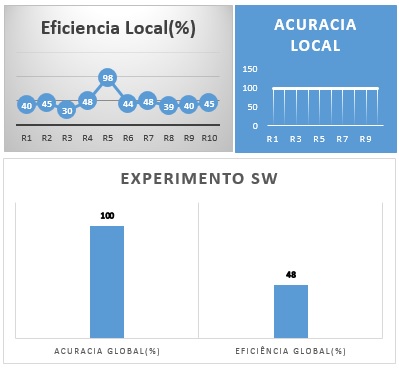 Eficiencia Local(%)
40 45 30 48 98 44 48 39 40 45
R1 R2 R3 R4 R5 R6 R7 R8 R9 R10
ACURACIA
LOCAL
150
100
50
0
R1 R3 R5 R7 R9
EXPERIMENTO SW
100
48
ACURACIA GLOBAL(%) EFICIÊNCIA GLOBAL(%)